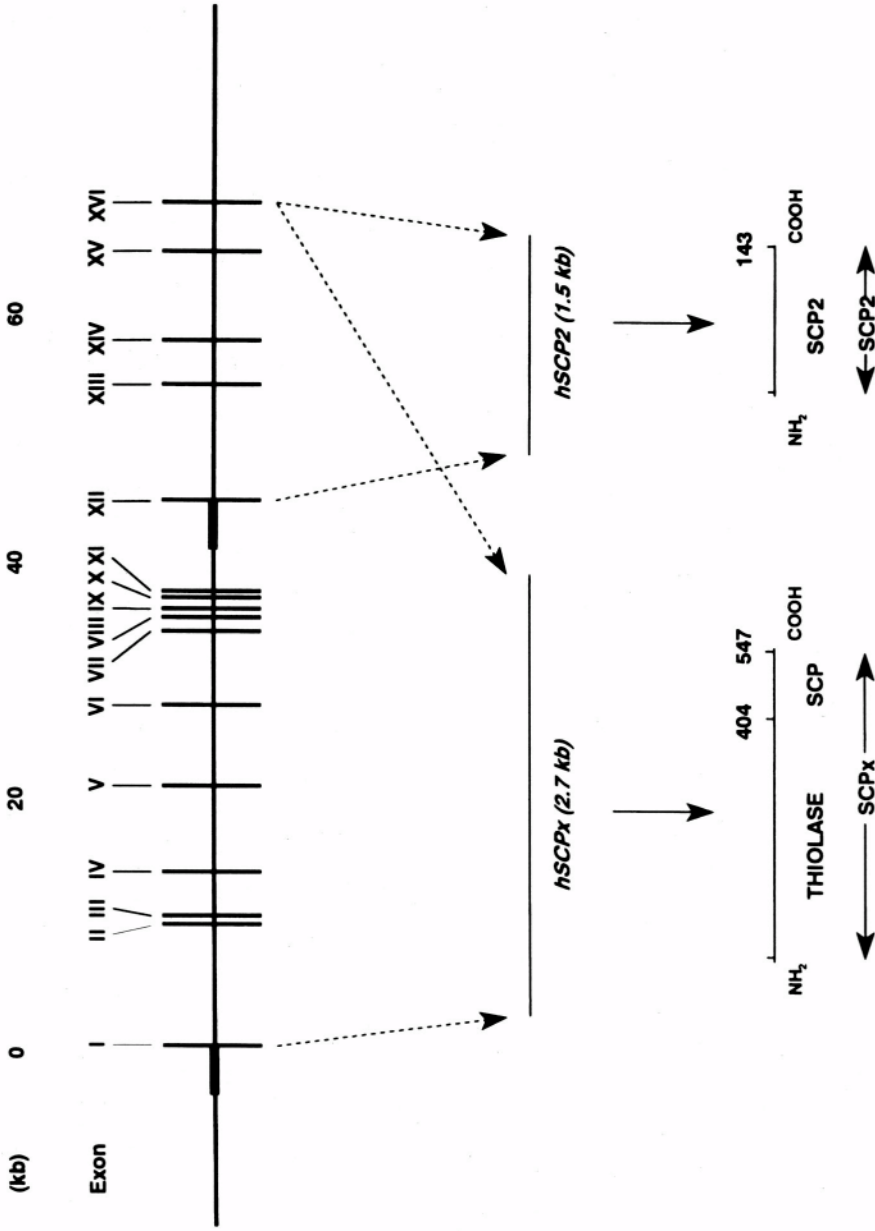 (kb) 0 20 40 60
Exon I II III IV V VI VII VIII IX X XI XII XIII XIV XV XVI
hSCPx (2.7 kb)
hSCP2 (1.5 kb)
404 547
NH₂ THIOLASE SCP COOH
SCPx
143
NH₂ SCP2 COOH
SCP2